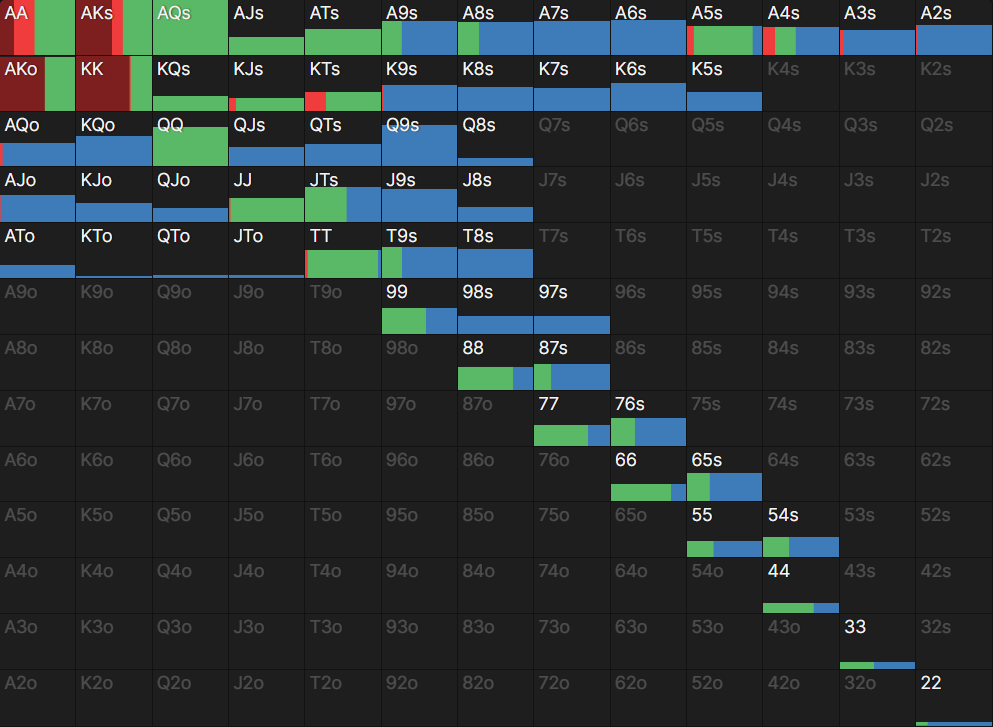 AA AKs AQs AJs ATs A9s A8s A7s A6s A5s A4s A3s A2s
AKo KK KQs KJs KTs K9s K8s K7s K6s K5s K4s K3s K2s
AQo KQo QQ QJs QTs Q9s Q8s Q7s Q6s Q5s Q4s Q3s Q2s
AJo KJo QJo JJ JTs J9s J8s J7s J6s J5s J4s J3s J2s
ATo KTo QTo JTo TT T9s T8s T7s T6s T5s T4s T3s T2s
A9o K9o Q9o J9o T9o 99 98s 97s 96s 95s 94s 93s 92s
A8o K8o Q8o J8o T8o 98o 88 87s 86s 85s 84s 83s 82s
A7o K7o Q7o J7o T7o 97o 87o 77 76s 75s 74s 73s 72s
A6o K6o Q6o J6o T6o 96o 86o 76o 66 65s 64s 63s 62s
A5o K5o Q5o J5o T5o 95o 85o 75o 65o 55 54s 53s 52s
A4o K4o Q4o J4o T4o 94o 84o 74o 64o 54o 44 43s 42s
A3o K3o Q3o J3o T3o 93o 83o 73o 63o 53o 43o 33 32s
A2o K2o Q2o J2o T2o 92o 82o 72o 62o 52o 42o 32o 22